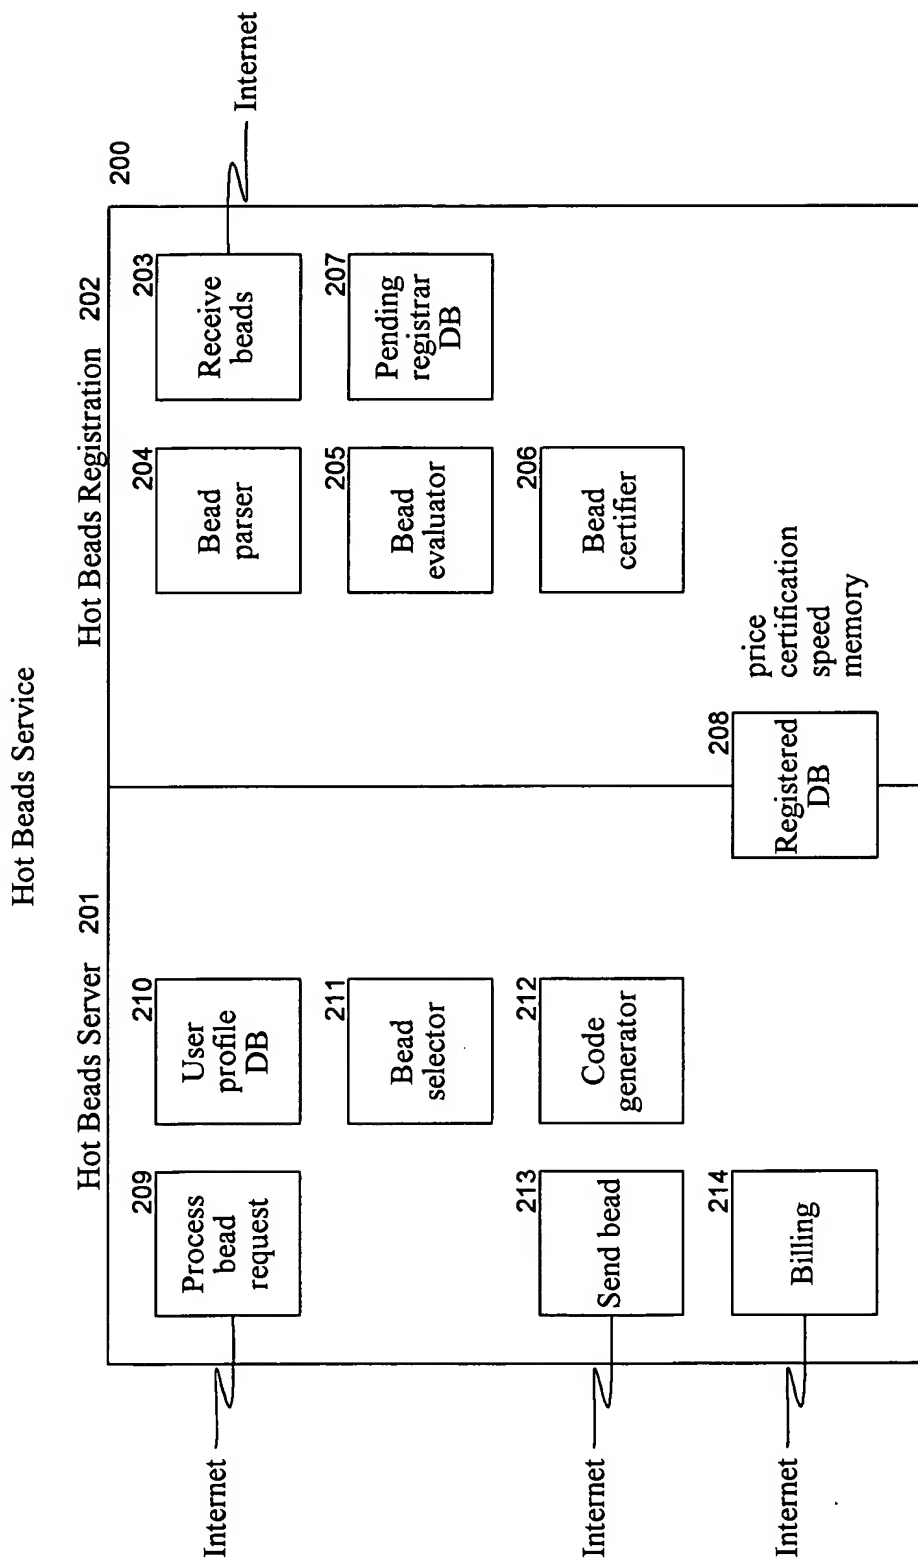 Hot Beads Service
Hot Beads Server 201
Hot Beads Registration 202
200
209
Process
bead
request
210
User
profile
DB
204
Bead
parser
203
Receive
beads
Internet
Internet
211
Bead
selector
205
Bead
evaluator
207
Pending
registrar
DB
213
Send bead
212
Code
generator
206
Bead
certifier
Internet
214
Billing
208
Registered
DB
price
certification
speed
memory
Internet